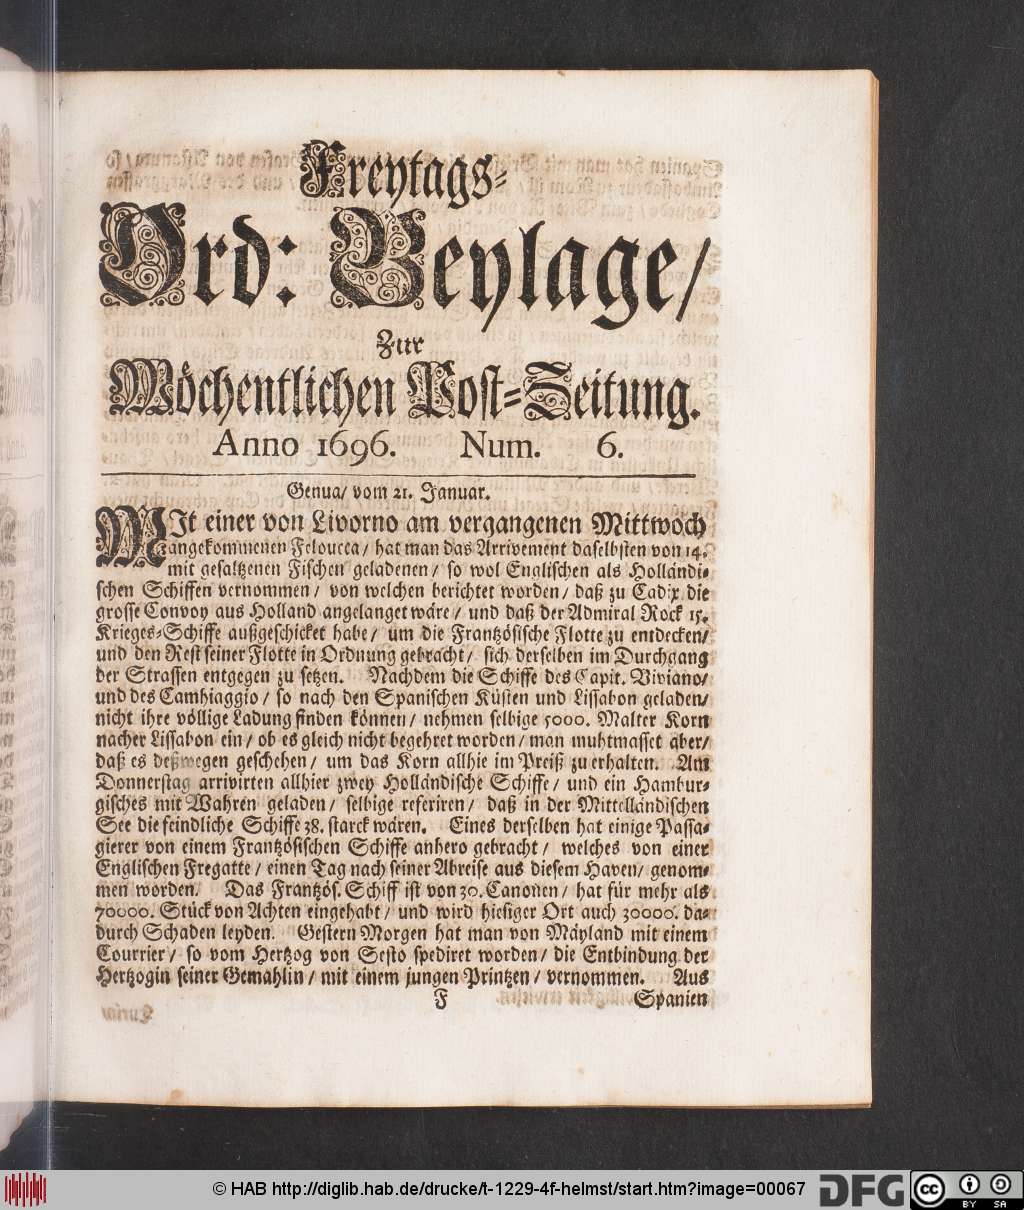 Freytags-
Ord: Beylage/
Zur
Wöchentlichen Post-Zeitung.
Anno 1696. Num. 6.
Genua/ vom 21. Januar.
MIt einer von Livorno am vergangenen Mittwoch
angekommenen Feloucca/ hat man das Arrivement daselbsten von 14.
mit gesaltzenen Fischen geladenen/ so wol Englischen als Holländi-
schen Schiffen vernommen/ von welchen berichtet worden/ daß zu Cadix die
grosse Convoy aus Holland angelanget wäre/ und daß der Admiral Rock 15.
Krieges-Schiffe außgeschicket habe/ um die Frantzösische Flotte zu entdecken/
und den Rest seiner Flotte in Ordnung gebracht/ sich derselben im Durchgang
der Strassen entgegen zu setzen. Nachdem die Schiffe des Capit. Viviano/
und des Cambiaggio/ so nach den Spanischen Küsten und Lissabon geladen/
nicht ihre völlige Ladung finden können/ nehmen selbige 5000. Malter Korn
nacher Lissabon ein/ ob es gleich nicht begehret worden/ man muhtmasset aber/
daß es deßwegen geschehen/ um das Korn allhie im Preiß zu erhalten. Am
Donnerstag arrivirten allhier zwey Holländische Schiffe/ und ein Hambur-
gisches mit Wahren geladen/ selbige referiren/ daß in der Mittelländischen
See die feindliche Schiffe 38. starck wären. Eines derselben hat einige Passa-
gierer von einem Frantzösischen Schiffe anhero gebracht/ welches von einer
Englischen Fregatte/ einen Tag nach seiner Abreise aus diesem Haven/ genom-
men worden. Das Frantzös. Schiff ist von 30. Canonen/ hat für mehr als
70000. Stück von Achten eingehabt/ und wird hiesiger Ort auch 30000. da-
durch Schaden leyden. Gestern Morgen hat man von Mäyland mit einem
Courrier/ so vom Hertzog von Sesto spediret worden/ die Entbindung der
Hertzogin seiner Gemahlin/ mit einem jungen Printzen/ vernommen. Aus
F Spanien
© HAB http://diglib.hab.de/drucke/t-1229-4f-helmst/start.htm?image=00067
DFG
cc BY SA